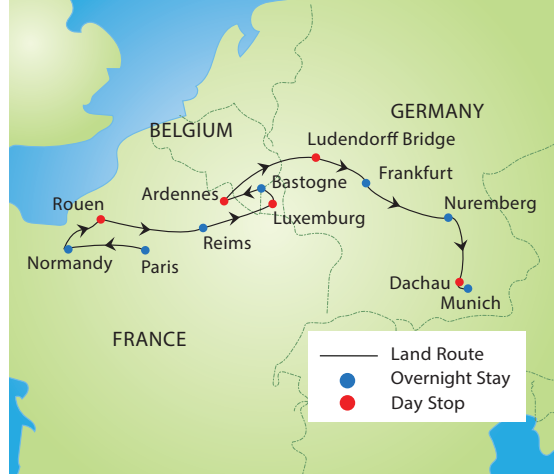 GERMANY
BELGIUM
Ludendorff Bridge
Frankfurt
Bastogne
Ardennes
Rouen
Nuremberg
Luxemburg
Reims
Normandy
Paris
Dachau
Munich
FRANCE
Land Route
Overnight Stay
Day Stop